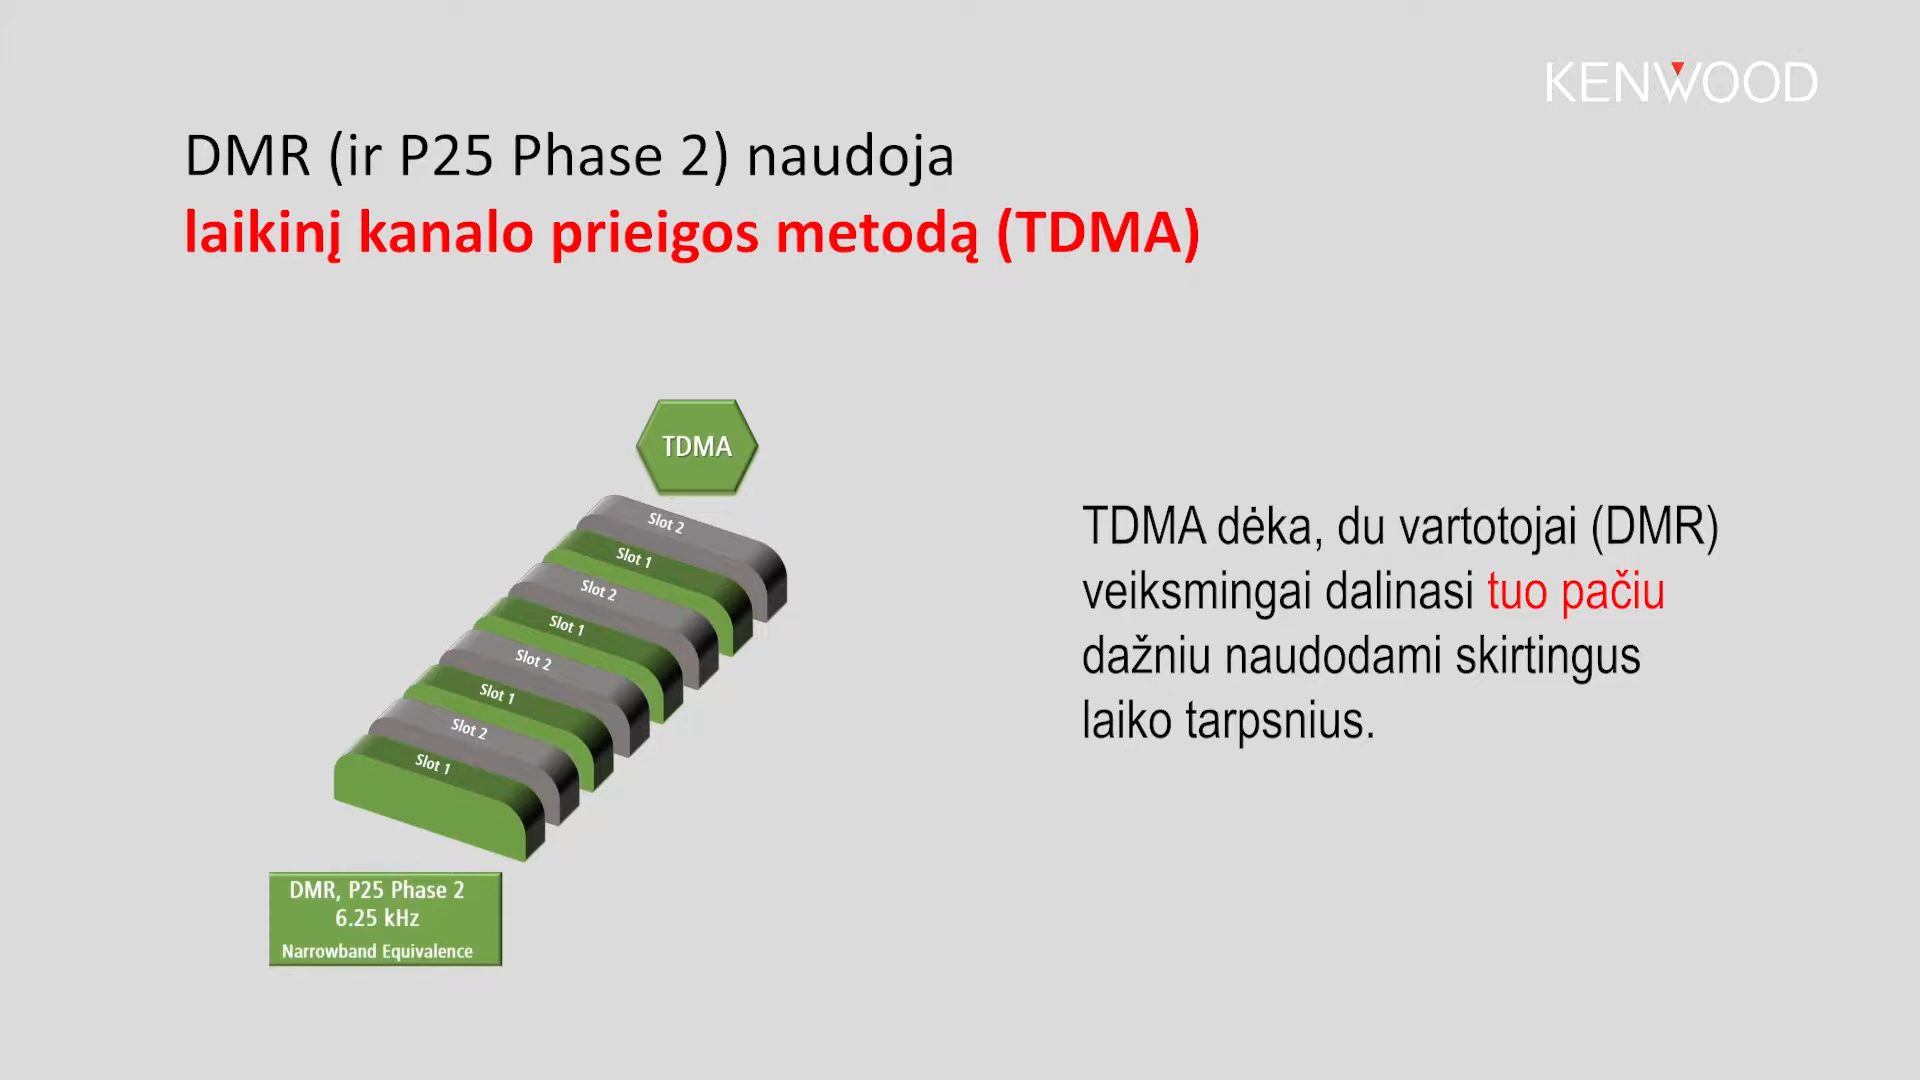 KENWOOD
DMR (ir P25 Phase 2) naudoja
laikinį kanalo prieigos metodą (TDMA)
TDMA
Slot 2
Slot 1
Slot 2
Slot 1
Slot 2
Slot 1
Slot 2
Slot 1
DMR, P25 Phase 2
6.25 kHz
Narrowband Equivalence
TDMA dėka, du vartotojai (DMR)
veiksmingai dalinasi tuo pačiu
dažniu naudodami skirtingus
laiko tarpsnius.